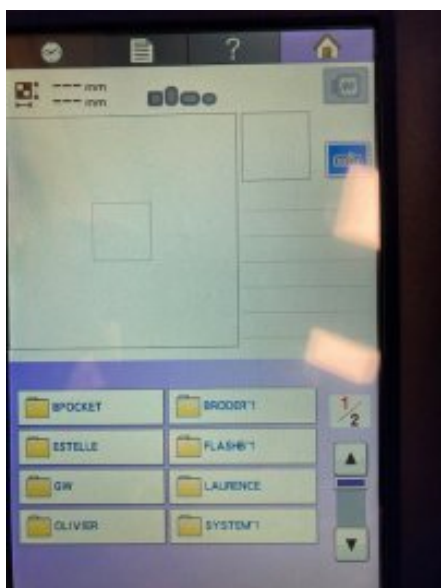 ?
--- mm
--- mm
BPOCKET
BRODER~1
1/2
ESTELLE
FLASHB~1
GW
LAURENCE
OLIVIER
SYSTEM~1